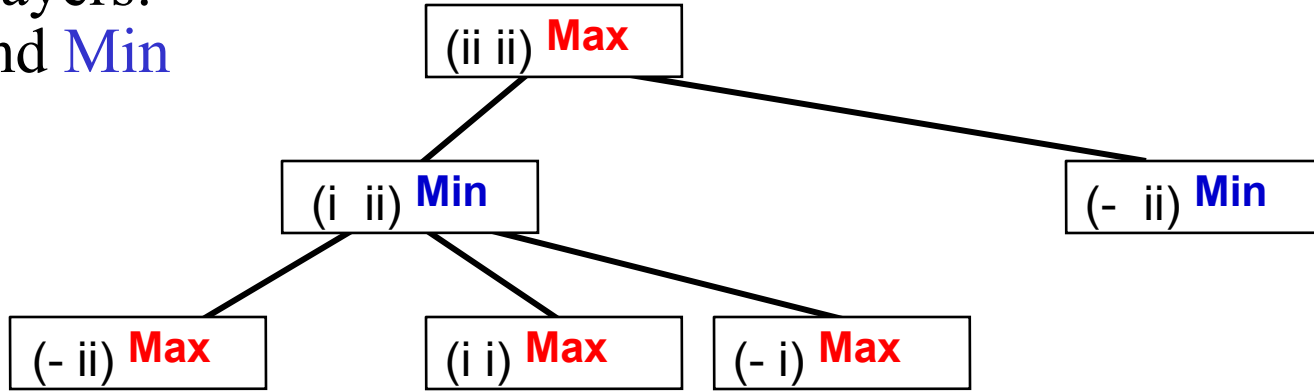 ayers:
nd Min
(ii ii) Max
(i ii) Min
(- ii) Min
(- ii) Max
(i i) Max
(- i) Max